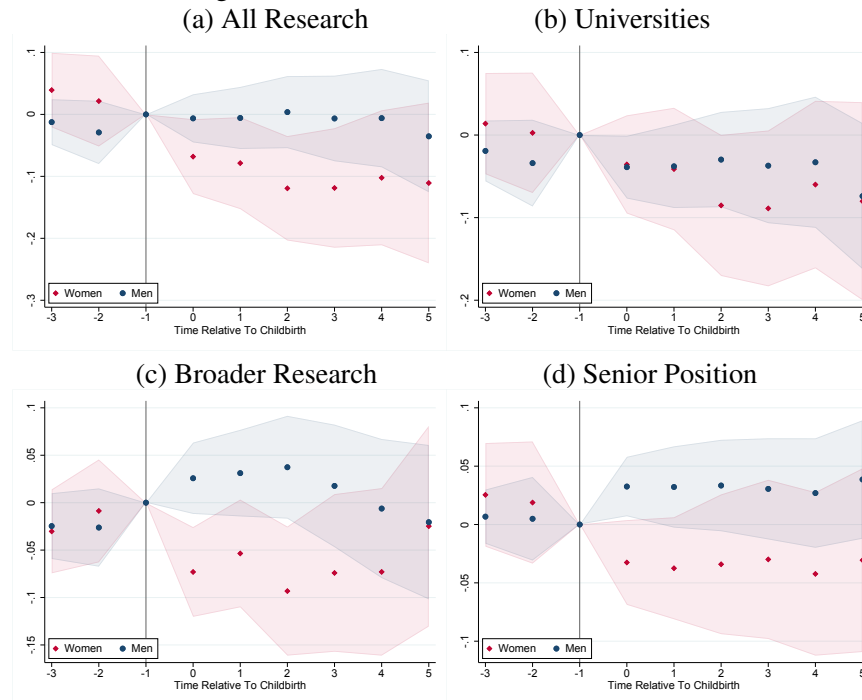 (a) All Research
.1
0
-.1
-.2
-.3
Women Men
-3 -2 -1 0 1 2 3 4 5
Time Relative To Childbirth
(b) Universities
.1
0
-.1
-.2
Women Men
-3 -2 -1 0 1 2 3 4 5
Time Relative To Childbirth
(c) Broader Research
.1
.05
0
-.05
-.1
-.15
Women Men
-3 -2 -1 0 1 2 3 4 5
Time Relative To Childbirth
(d) Senior Position
.1
.05
0
-.05
-.1
Women Men
-3 -2 -1 0 1 2 3 4 5
Time Relative To Childbirth